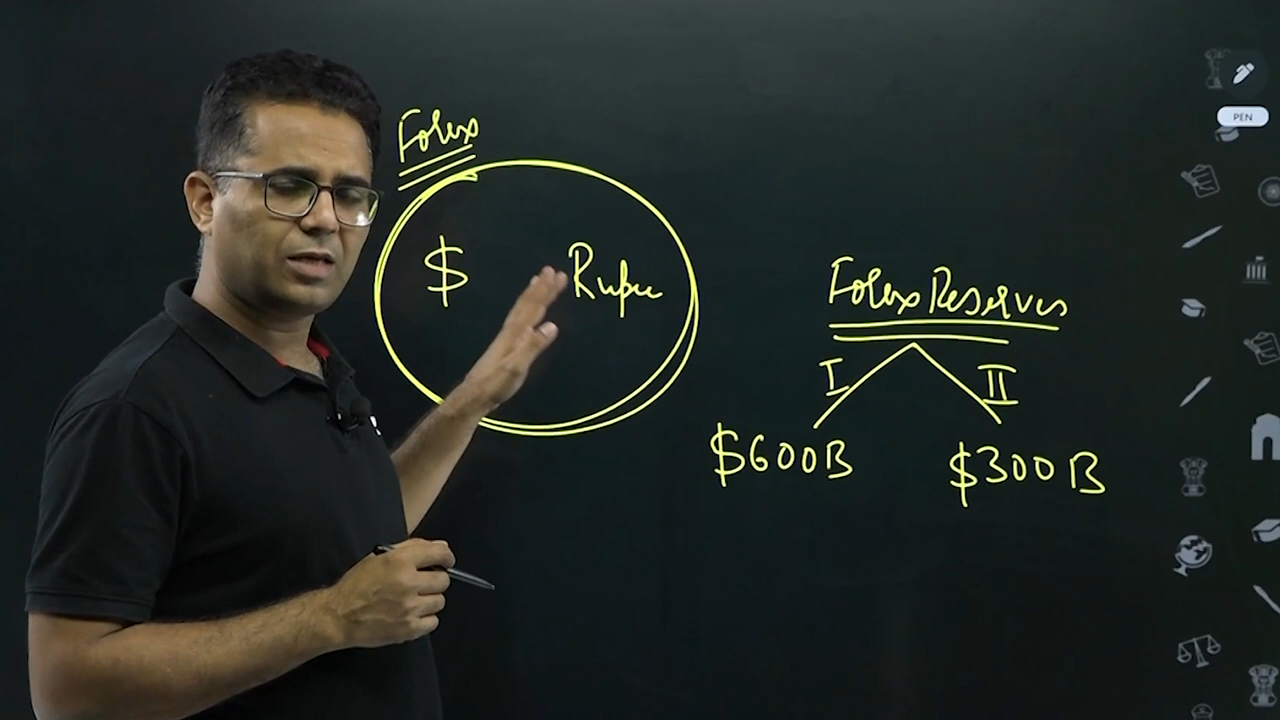 Forex
$ Rupee
Forex Reserves
I II
$600B $300B
PEN